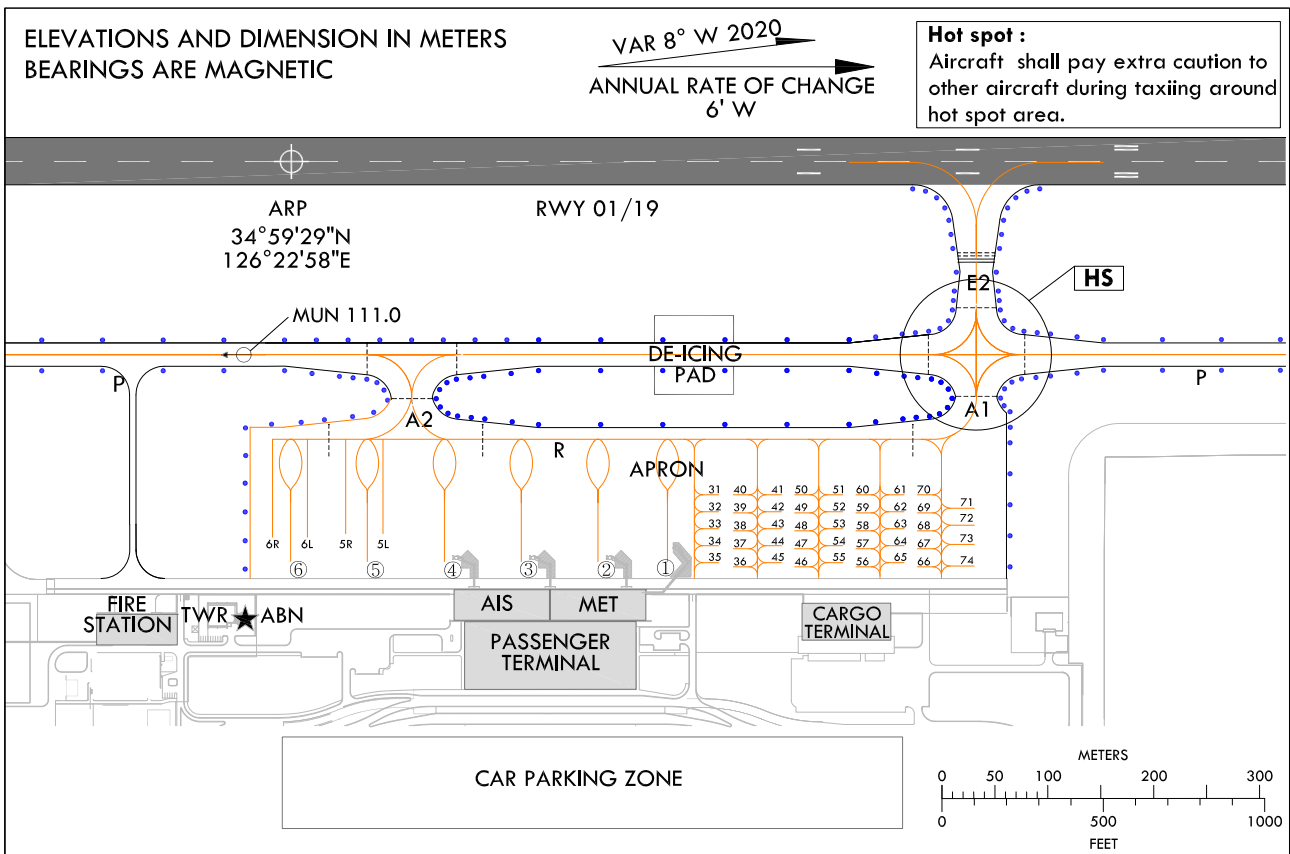 ELEVATIONS AND DIMENSION IN METERS
BEARINGS ARE MAGNETIC
VAR 8° W 2020
ANNUAL RATE OF CHANGE
6' W
Hot spot :
Aircraft shall pay extra caution to
other aircraft during taxiing around
hot spot area.
ARP
34°59'29"N
126°22'58"E
RWY 01/19
E2
HS
MUN 111.0
DE-ICING
PAD
P
P
A2
A1
R
APRON
31 40 41 50 51 60 61 70 71
32 39 42 49 52 59 62 69 72
33 38 43 48 53 58 63 68 73
34 37 44 47 54 57 64 67 74
35 36 45 46 55 56 65 66
6R 6L 5R 5L
⑥ ⑤ ④ ③ ② ①
FIRE
STATION
TWR ★ ABN
AIS
MET
PASSENGER
TERMINAL
CARGO
TERMINAL
CAR PARKING ZONE
METERS
0 50 100 200 300
0 500 1000
FEET